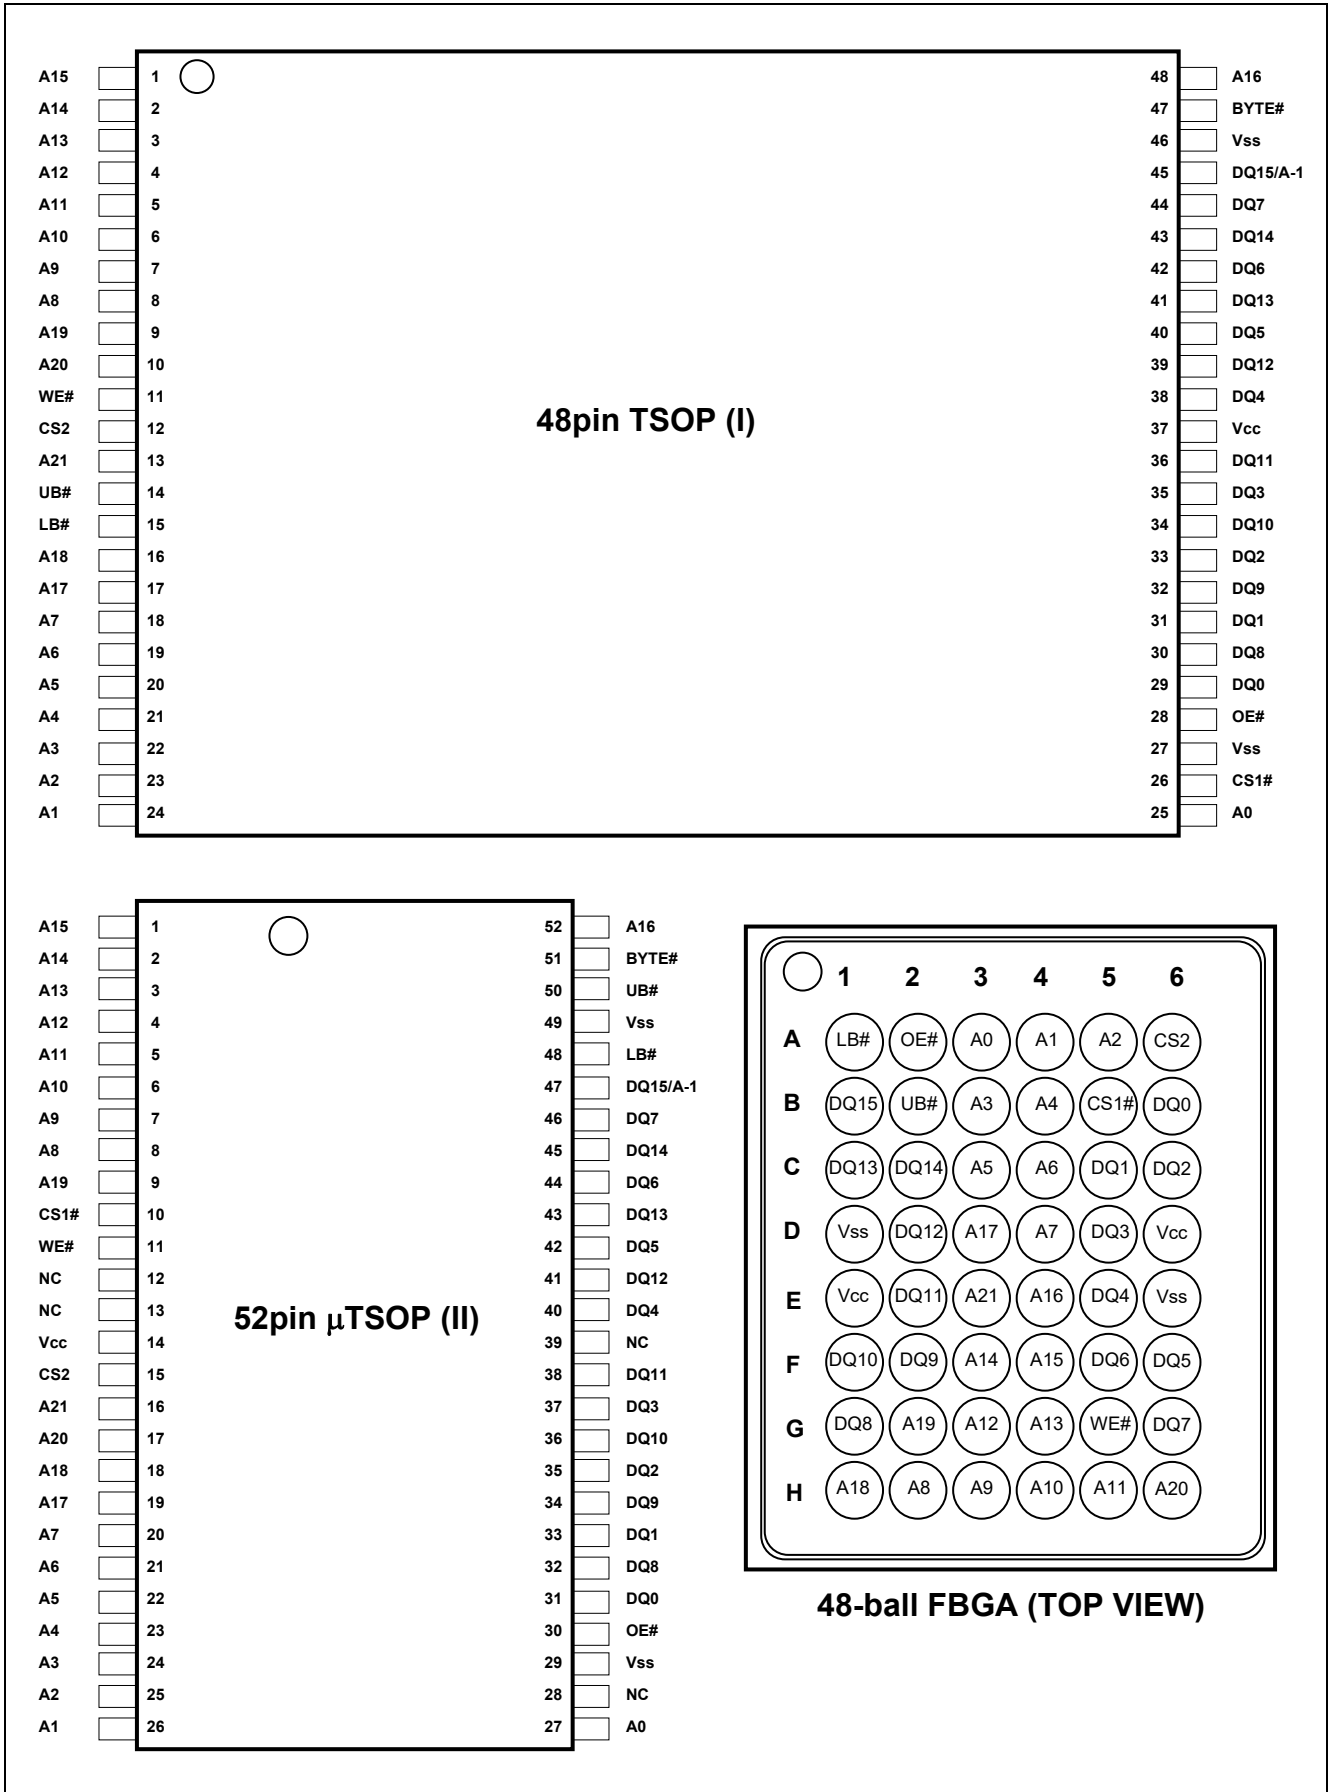 A15 1 48 A16
A14 2 47 BYTE#
A13 3 46 Vss
A12 4 45 DQ15/A-1
A11 5 44 DQ7
A10 6 43 DQ14
A9 7 42 DQ6
A8 8 41 DQ13
A19 9 40 DQ5
A20 10 39 DQ12
WE# 11 38 DQ4
48pin TSOP (I)
CS2 12 37 Vcc
A21 13 36 DQ11
UB# 14 35 DQ3
LB# 15 34 DQ10
A18 16 33 DQ2
A17 17 32 DQ9
A7 18 31 DQ1
A6 19 30 DQ8
A5 20 29 DQ0
A4 21 28 OE#
A3 22 27 Vss
A2 23 26 CS1#
A1 24 25 A0
A15 1 52 A16
A14 2 51 BYTE#
A13 3 50 UB#
A12 4 49 Vss
A11 5 48 LB#
A10 6 47 DQ15/A-1
A9 7 46 DQ7
A8 8 45 DQ14
A19 9 44 DQ6
CS1# 10 43 DQ13
WE# 11 42 DQ5
NC 12 41 DQ12
NC 13 40 DQ4
52pin μTSOP (II)
Vcc 14 39 NC
CS2 15 38 DQ11
A21 16 37 DQ3
A20 17 36 DQ10
A18 18 35 DQ2
A17 19 34 DQ9
A7 20 33 DQ1
A6 21 32 DQ8
A5 22 31 DQ0
A4 23 30 OE#
A3 24 29 Vss
A2 25 28 NC
A1 26 27 A0
1 2 3 4 5 6
A LB# OE# A0 A1 A2 CS2
B DQ15 UB# A3 A4 CS1# DQ0
C DQ13 DQ14 A5 A6 DQ1 DQ2
D Vss DQ12 A17 A7 DQ3 Vcc
E Vcc DQ11 A21 A16 DQ4 Vss
F DQ10 DQ9 A14 A15 DQ6 DQ5
G DQ8 A19 A12 A13 WE# DQ7
H A18 A8 A9 A10 A11 A20
48-ball FBGA (TOP VIEW)